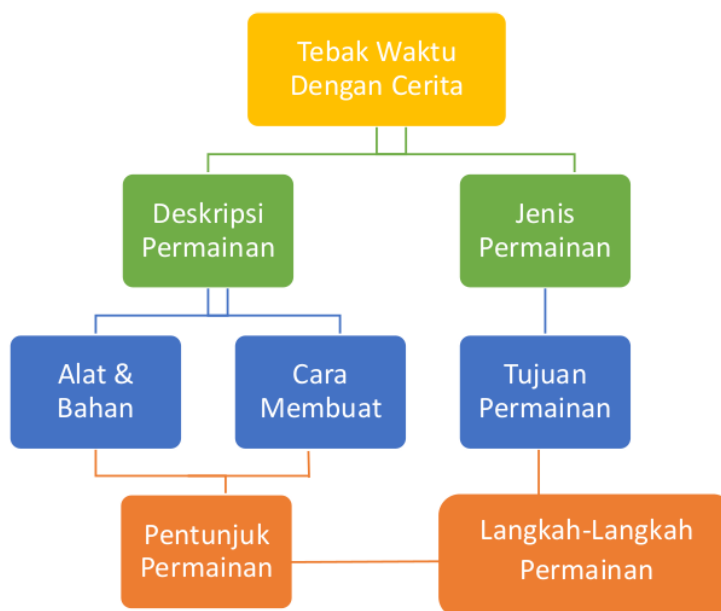 Tebak Waktu
Dengan Cerita
Deskripsi
Permainan
Jenis
Permainan
Alat &
Bahan
Cara
Membuat
Tujuan
Permainan
Pentunjuk
Permainan
Langkah-Langkah
Permainan